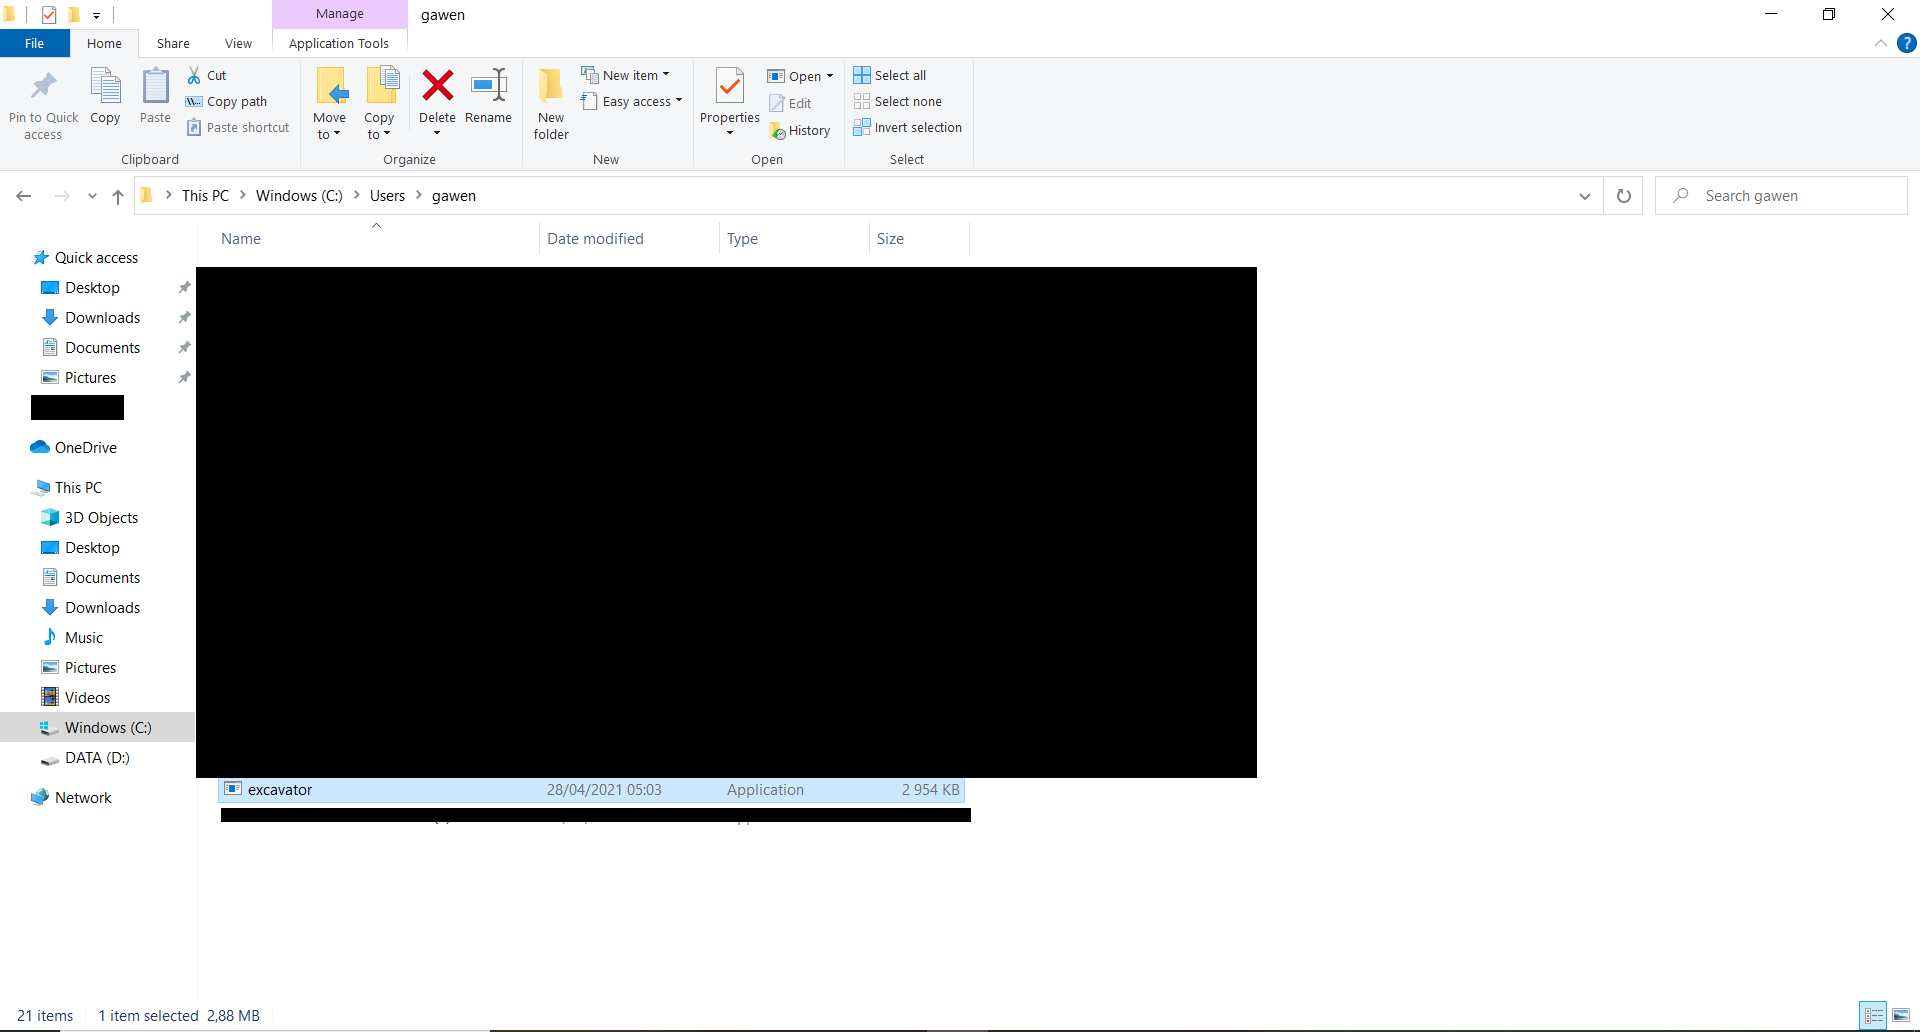 Manage
gawen
File
Home
Share
View
Application Tools
Pin to Quick access
Copy
Paste
Cut
Copy path
Paste shortcut
Clipboard
Move to
Copy to
Delete
Rename
Organize
New folder
New item
Easy access
New
Properties
Open
Edit
History
Open
Select all
Select none
Invert selection
Select
This PC > Windows (C:) > Users > gawen
Search gawen
Name
Date modified
Type
Size
Quick access
Desktop
Downloads
Documents
Pictures
OneDrive
This PC
3D Objects
Desktop
Documents
Downloads
Music
Pictures
Videos
Windows (C:)
DATA (D:)
Network
excavator 28/04/2021 05:03 Application 2 954 KB
21 items 1 item selected 2,88 MB